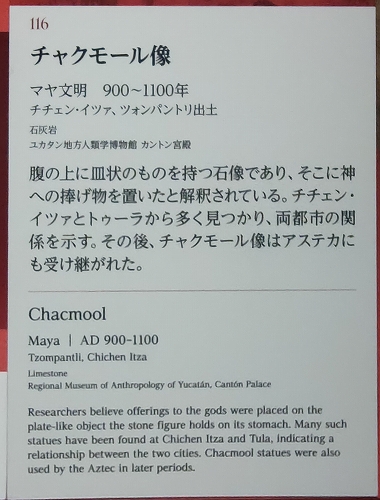 116
チャクモール像
マヤ文明　900～1100年
チチェン・イツァ、ツォンパントリ出土
石灰岩
ユカタン地方人類学博物館 カントン宮殿
腹の上に皿状のものを持つ石像であり、そこに神
への捧げ物を置いたと解釈されている。チチェン・
イツァとトゥーラから多く見つかり、両都市の関
係を示す。その後、チャクモール像はアステカに
も受け継がれた。
Chacmool
Maya | AD 900-1100
Tzompantli, Chichen Itza
Limestone
Regional Museum of Anthropology of Yucatán, Cantón Palace
Researchers believe offerings to the gods were placed on the
plate-like object the stone figure holds on its stomach. Many such
statues have been found at Chichen Itza and Tula, indicating a
relationship between the two cities. Chacmool statues were also
used by the Aztec in later periods.